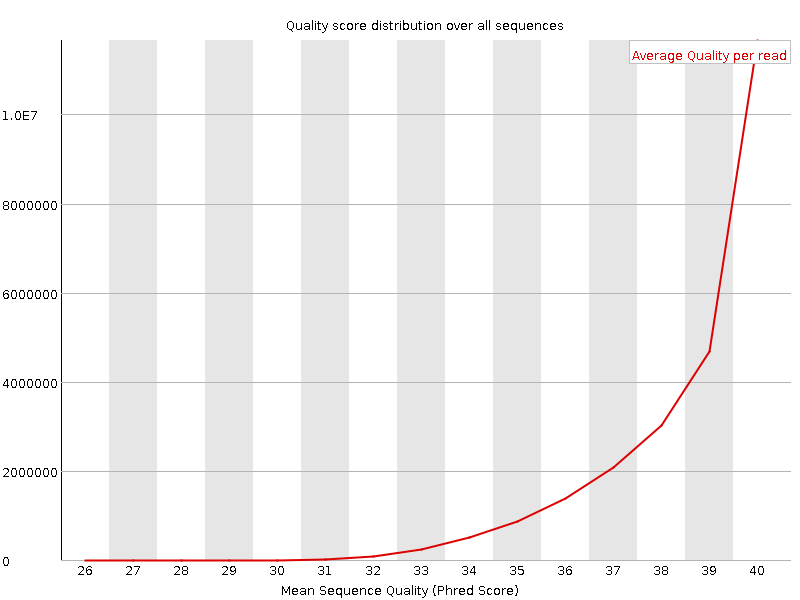 Quality score distribution over all sequences
Average Quality per read
1.0E7
8000000
6000000
4000000
2000000
0
26 27 28 29 30 31 32 33 34 35 36 37 38 39 40
Mean Sequence Quality (Phred Score)